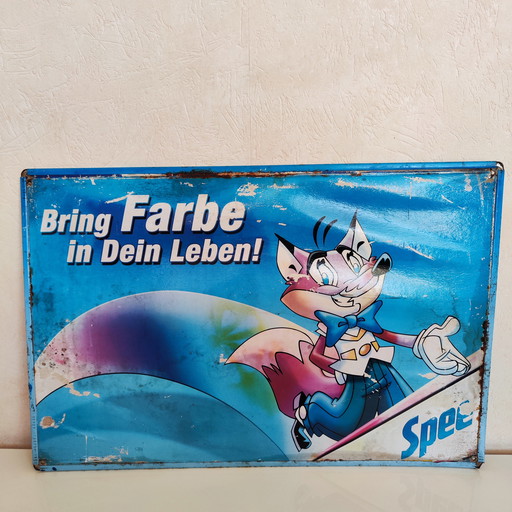 Bring Farbe
in Dein Leben!
Spee